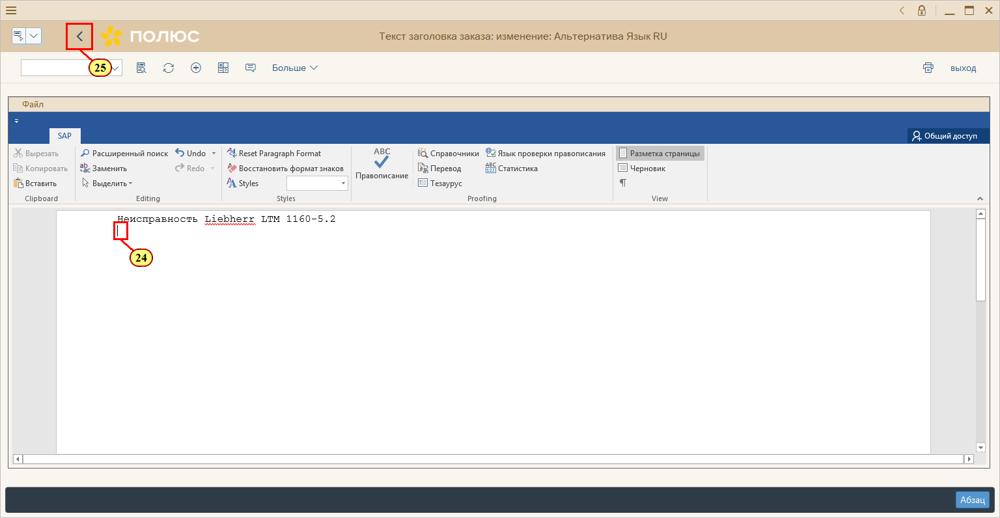 ПОЛЮС
Текст заголовка заказа: изменение: Альтернатива Язык RU
25
Больше
выход
Файл
SAP
Общий доступ
Вырезать
Копировать
Вставить
Clipboard
Расширенный поиск
Заменить
Выделить
Undo
Redo
Editing
Reset Paragraph Format
Восстановить формат знаков
Styles
Styles
ABC
Правописание
Справочники
Перевод
Тезаурус
Язык проверки правописания
Статистика
Proofing
Разметка страницы
Черновик
View
Неисправность Liebherr LTM 1160-5.2
24
Абзац